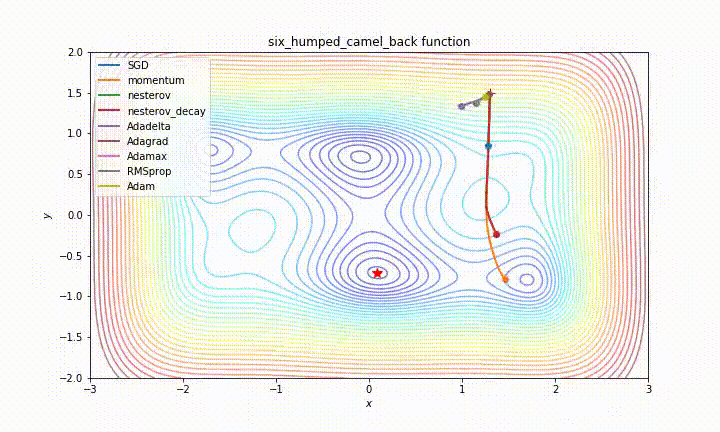 six_humped_camel_back function
2.0
1.5
1.0
0.5
0.0
−0.5
−1.0
−1.5
−2.0
y
SGD
momentum
nesterov
nesterov_decay
Adadelta
Adagrad
Adamax
RMSprop
Adam
−3
−2
−1
0
1
2
3
x